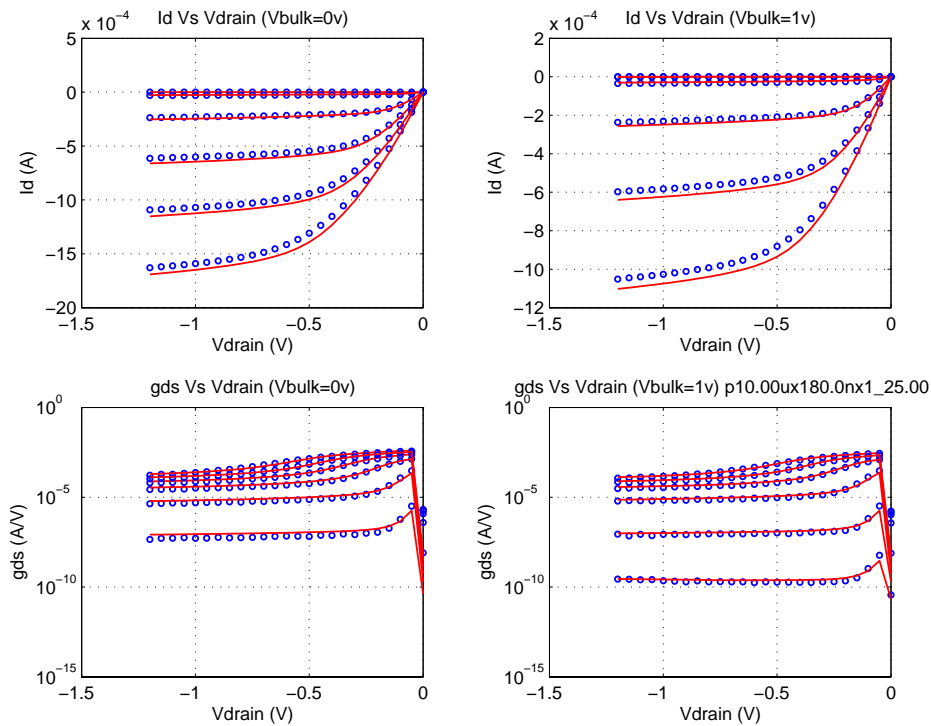 x 10⁻⁴ Id Vs Vdrain (Vbulk=0v)
5
0
−5
−10
−15
−20
Id (A)
−1.5 −1 −0.5 0
Vdrain (V)
x 10⁻⁴ Id Vs Vdrain (Vbulk=1v)
2
0
−2
−4
−6
−8
−10
−12
Id (A)
−1.5 −1 −0.5 0
Vdrain (V)
gds Vs Vdrain (Vbulk=0v)
10⁰
10⁻⁵
10⁻¹⁰
10⁻¹⁵
gds (A/V)
−1.5 −1 −0.5 0
Vdrain (V)
gds Vs Vdrain (Vbulk=1v) p10.00ux180.0nx1_25.00
10⁰
10⁻⁵
10⁻¹⁰
10⁻¹⁵
gds (A/V)
−1.5 −1 −0.5 0
Vdrain (V)